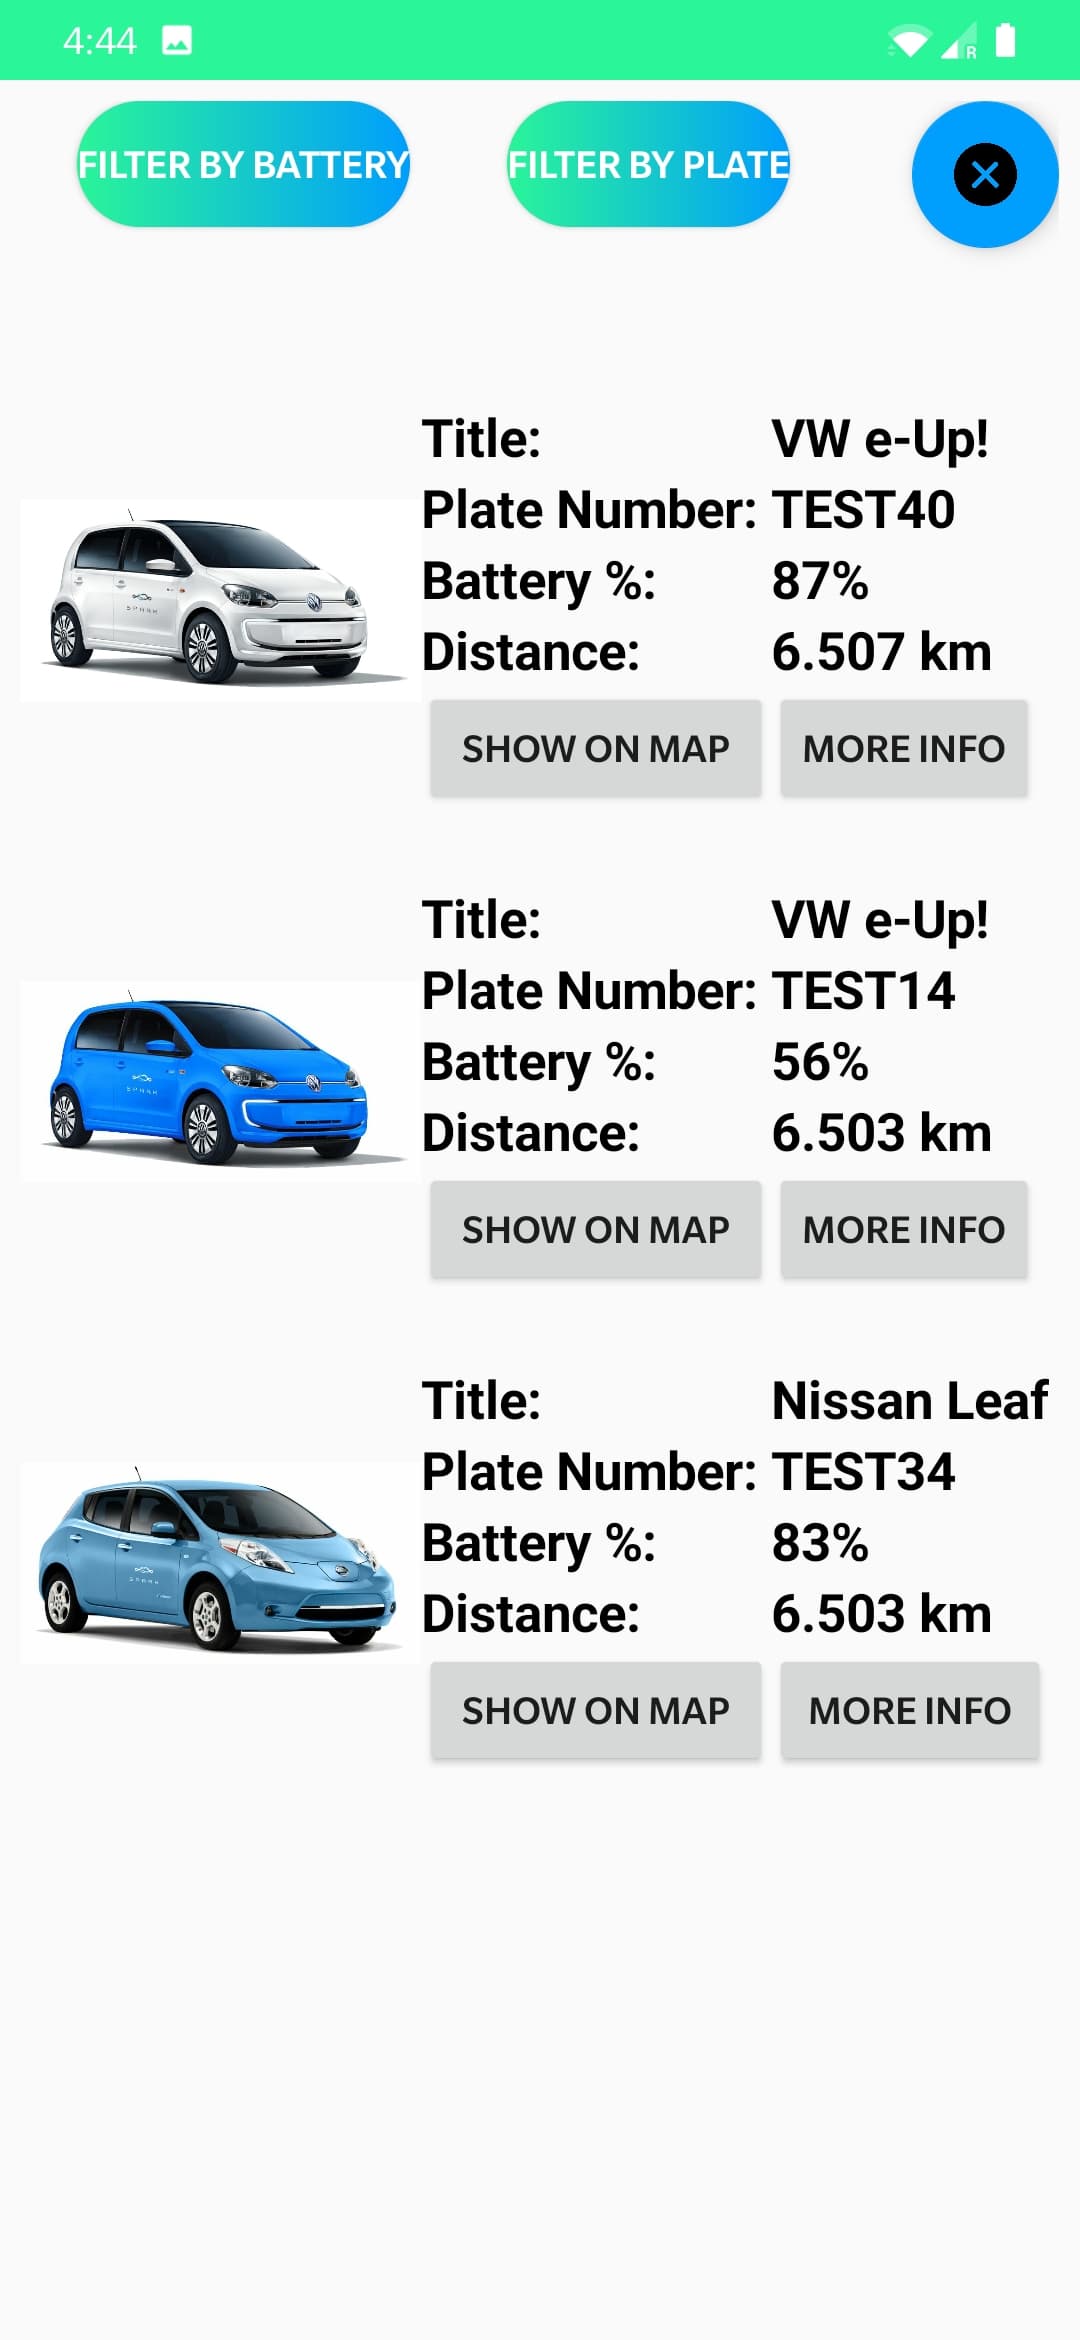 4:44
R
FILTER BY BATTERY FILTER BY PLATE
Title: VW e-Up!
Plate Number: TEST40
Battery %: 87%
Distance: 6.507 km
SPARK
SHOW ON MAP MORE INFO
Title: VW e-Up!
Plate Number: TEST14
Battery %: 56%
SPARK
Distance: 6.503 km
SHOW ON MAP MORE INFO
Title: Nissan Leaf
Plate Number: TEST34
Battery %: 83%
SPARK
Distance: 6.503 km
SHOW ON MAP MORE INFO